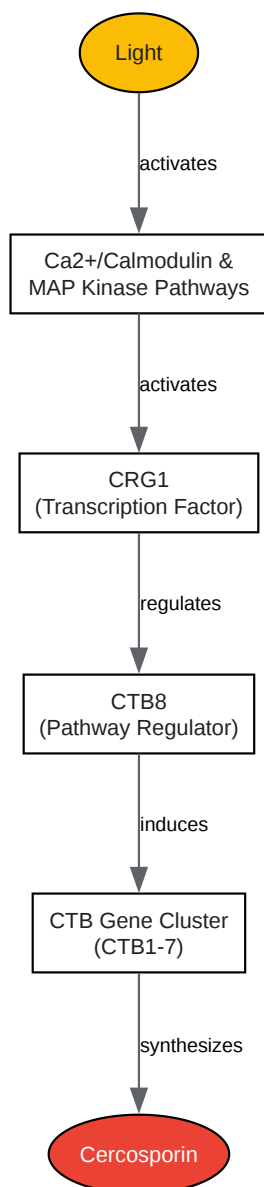 Light
activates
Ca2+/Calmodulin &
MAP Kinase Pathways
activates
CRG1
(Transcription Factor)
regulates
CTB8
(Pathway Regulator)
induces
CTB Gene Cluster
(CTB1-7)
synthesizes
Cercosporin